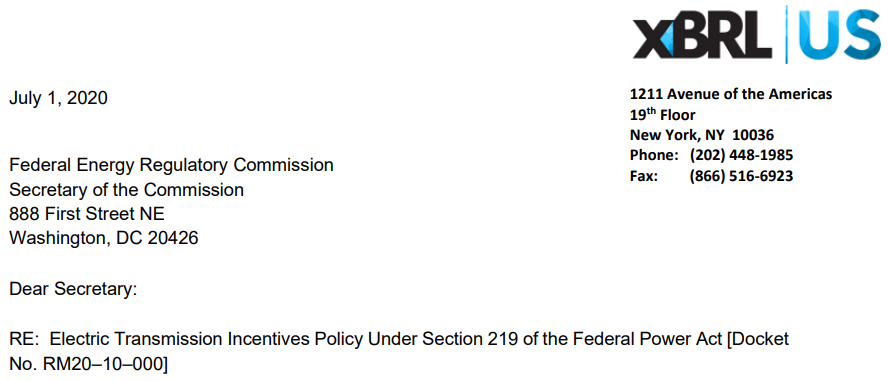 XBRL US
July 1, 2020
1211 Avenue of the Americas
19th Floor
New York, NY 10036
Phone: (202) 448-1985
Fax: (866) 516-6923
Federal Energy Regulatory Commission
Secretary of the Commission
888 First Street NE
Washington, DC 20426
Dear Secretary:
RE: Electric Transmission Incentives Policy Under Section 219 of the Federal Power Act [Docket
No. RM20–10–000]